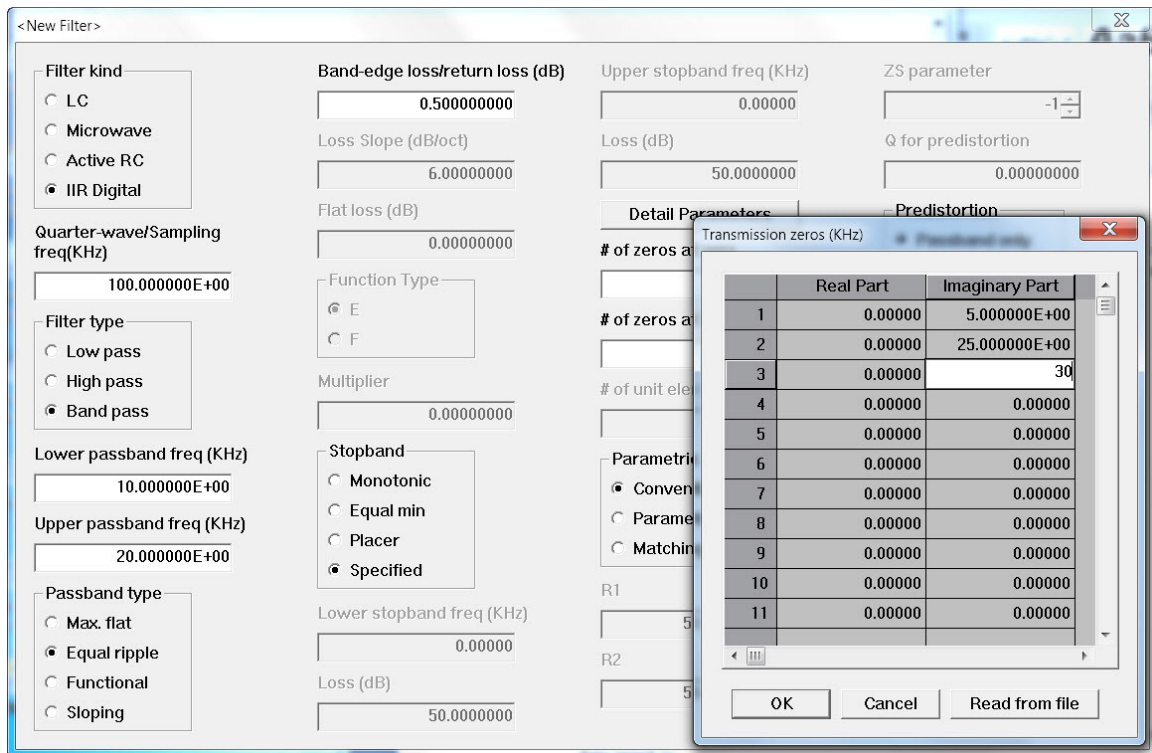 <New Filter>
Filter kind
LC
Microwave
Active RC
IIR Digital
Quarter-wave/Sampling
freq(KHz)
100.000000E+00
Filter type
Low pass
High pass
Band pass
Lower passband freq (KHz)
10.000000E+00
Upper passband freq (KHz)
20.000000E+00
Passband type
Max. flat
Equal ripple
Functional
Sloping
Band-edge loss/return loss (dB)
0.500000000
Loss Slope (dB/oct)
6.00000000
Flat loss (dB)
0.00000000
Function Type
E
F
Multiplier
0.00000000
Stopband
Monotonic
Equal min
Placer
Specified
Lower stopband freq (KHz)
0.00000
Loss (dB)
50.0000000
Upper stopband freq (KHz)
0.00000
Loss (dB)
50.0000000
Detail Parameters
# of zeros a
# of zeros a
# of unit ele
Parametri
Conven
Parame
Matchin
R1
5
R2
5
ZS parameter
-1
Q for predistortion
0.00000000
Predistortion
Passband only
Transmission zeros (KHz)
Real Part Imaginary Part
1 0.00000 5.000000E+00
2 0.00000 25.000000E+00
3 0.00000 30
4 0.00000 0.00000
5 0.00000 0.00000
6 0.00000 0.00000
7 0.00000 0.00000
8 0.00000 0.00000
9 0.00000 0.00000
10 0.00000 0.00000
11 0.00000 0.00000
OK Cancel Read from file